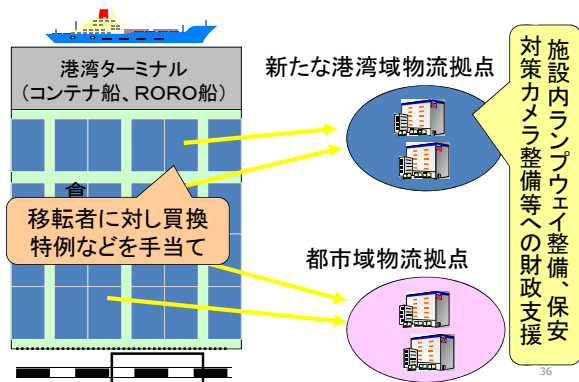 港湾ターミナル
（コンテナ船、RORO船）
新たな港湾域物流拠点
倉
移転者に対し買換
特例などを手当て
都市域物流拠点
施設内ランプウェイ整備、保安
対策カメラ整備等への財政支援
36